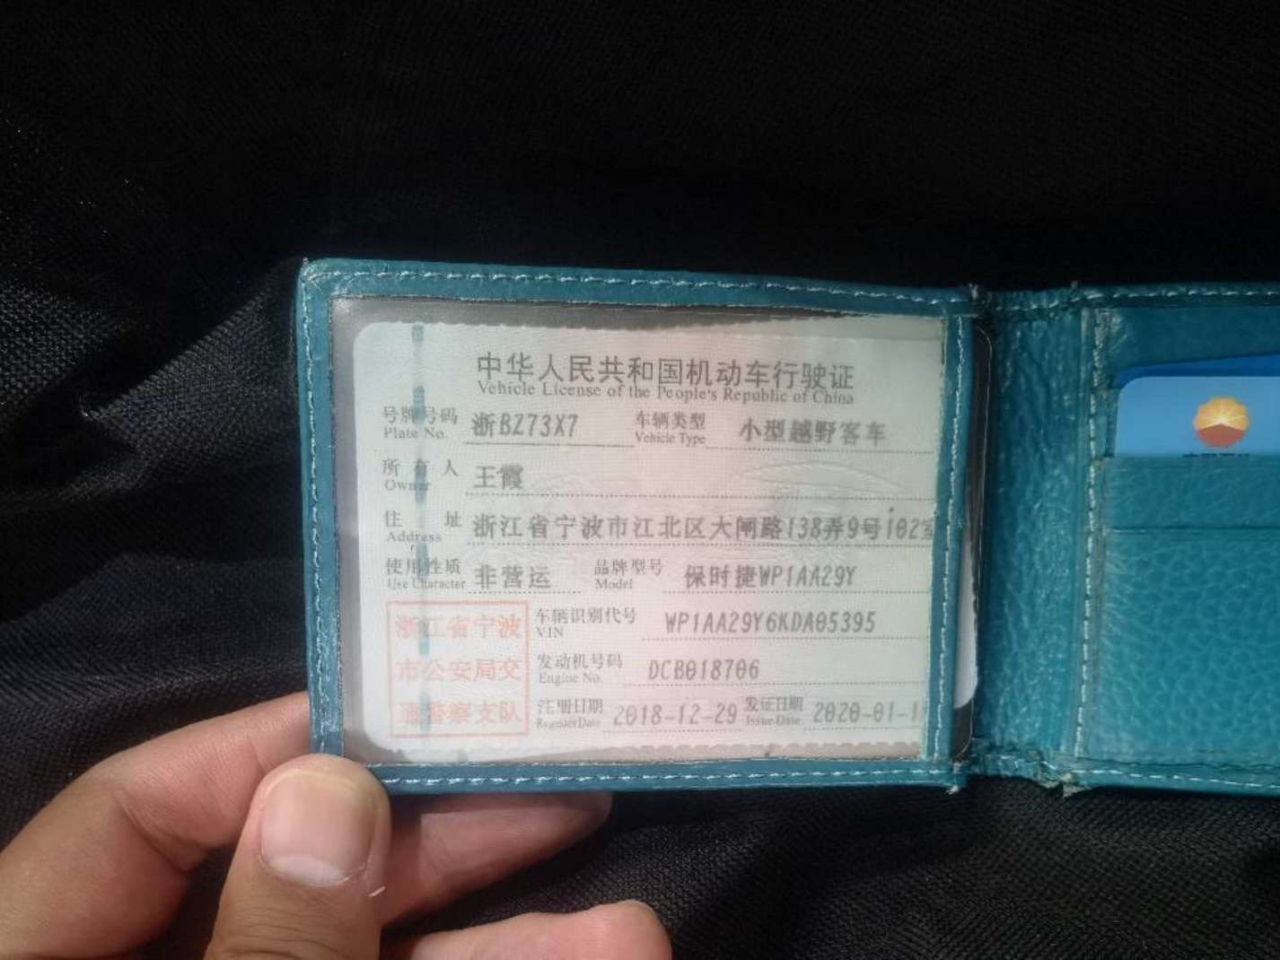 中华人民共和国机动车行驶证
Vehicle License of the People's Republic of China
号牌号码 浙BZ73X7 车辆类型 小型越野客车
Plate No. Vehicle Type
所有人 王霞
Owner
住址 浙江省宁波市江北区大闸路138弄9号102室
Address
使用性质 非营运 品牌型号 保时捷WP1AA29Y
Use Character Model
浙江省宁波 车辆识别代号 WP1AA29Y6KDA05395
VIN
市公安局交 发动机号码 DCB018706
Engine No.
通警察支队 注册日期 2018-12-29 发证日期 2020-01-1
Register Date Issue Date